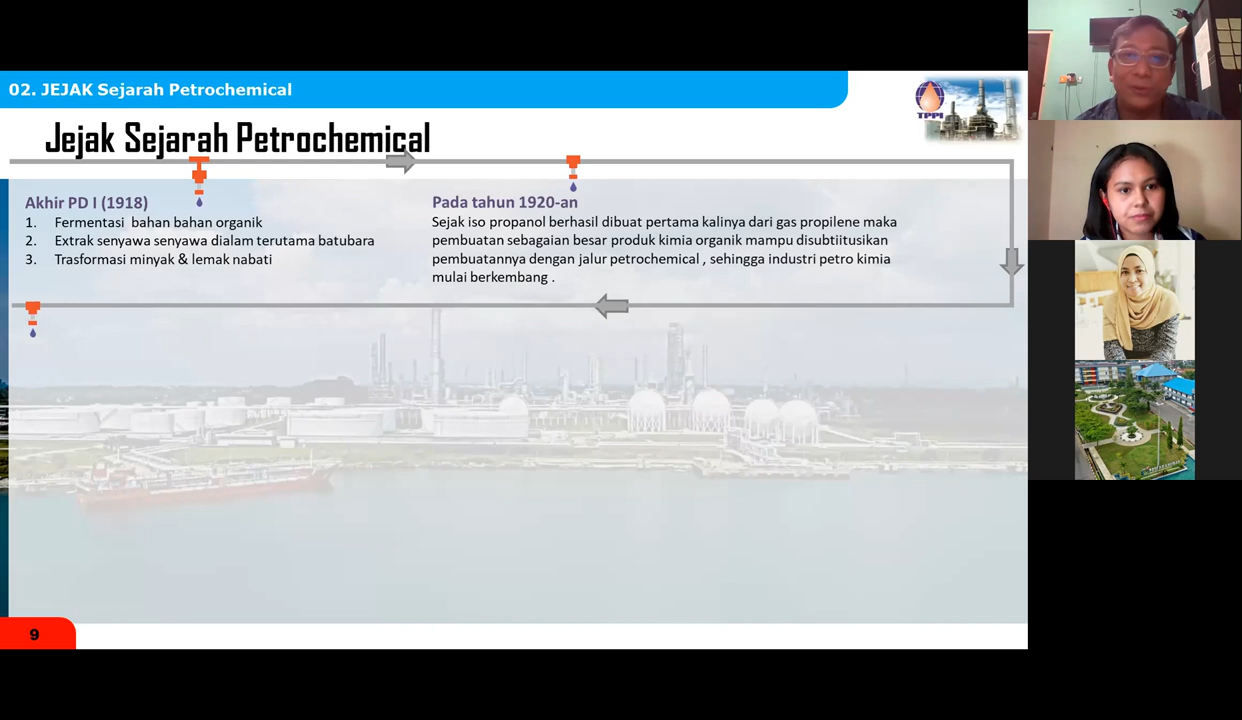 02. JEJAK Sejarah Petrochemical
TPPI
Jejak Sejarah Petrochemical
Akhir PD I (1918)
1. Fermentasi bahan bahan organik
2. Extrak senyawa senyawa dialam terutama batubara
3. Trasformasi minyak & lemak nabati
Pada tahun 1920-an
Sejak iso propanol berhasil dibuat pertama kalinya dari gas propilene maka
pembuatan sebagaian besar produk kimia organik mampu disubtiitusikan
pembuatannya dengan jalur petrochemical , sehingga industri petro kimia
mulai berkembang .
9